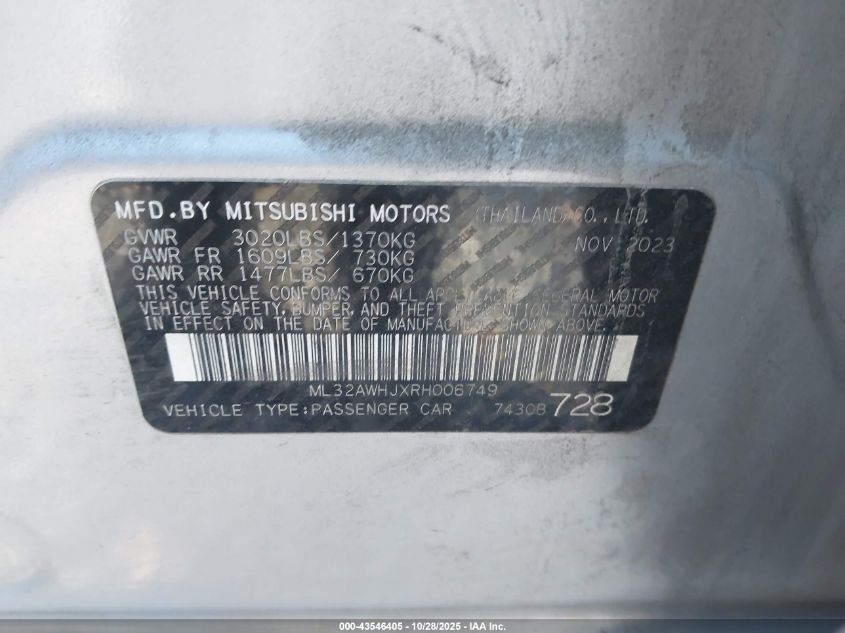 MFD.BY MITSUBISHI MOTORS (THAILAND) CO., LTD.
GVWR 3020LBS/1370KG NOV 2023
GAWR FR 1609LBS/ 730KG
GAWR RR 1477LBS/ 670KG
THIS VEHICLE CONFORMS TO ALL APPLICABLE FEDERAL MOTOR
VEHICLE SAFETY, BUMPER, AND THEFT PREVENTION STANDARDS
IN EFFECT ON THE DATE OF MANUFACTURE SHOWN ABOVE.
ML32AWHJXRH006749
VEHICLE TYPE:PASSENGER CAR 7430B 728
000-43546405 - 10/28/2025 - IAA Inc.